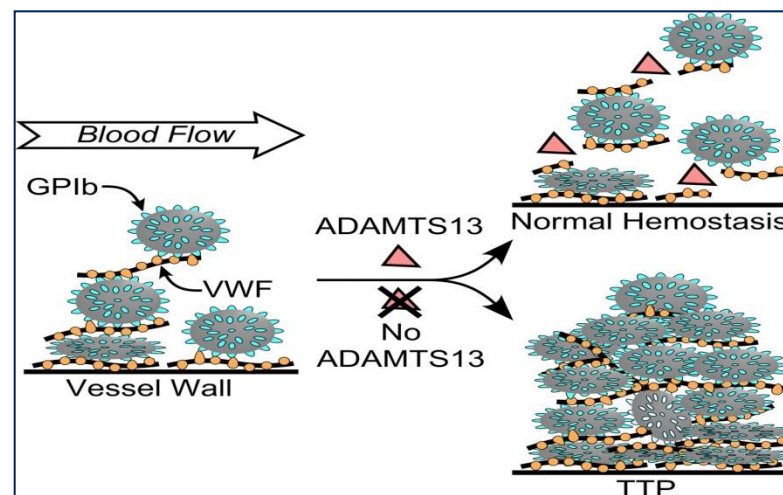 Blood Flow
GPIb
VWF
Vessel Wall
ADAMTS13
No
ADAMTS13
Normal Hemostasis
TTP